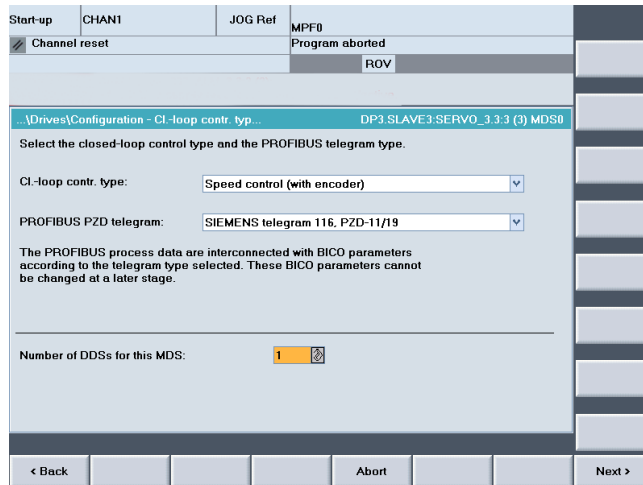 Start-up CHAN1 JOG Ref MPF0
Channel reset Program aborted
ROV
...\Drives\Configuration - Cl.-loop contr. typ... DP3.SLAVE3:SERVO_3.3:3 (3) MDS0
Select the closed-loop control type and the PROFIBUS telegram type.
Cl.-loop contr. type: Speed control (with encoder)
PROFIBUS PZD telegram: SIEMENS telegram 116, PZD-11/19
The PROFIBUS process data are interconnected with BICO parameters
according to the telegram type selected. These BICO parameters cannot
be changed at a later stage.
Number of DDSs for this MDS: 1
< Back Abort Next >